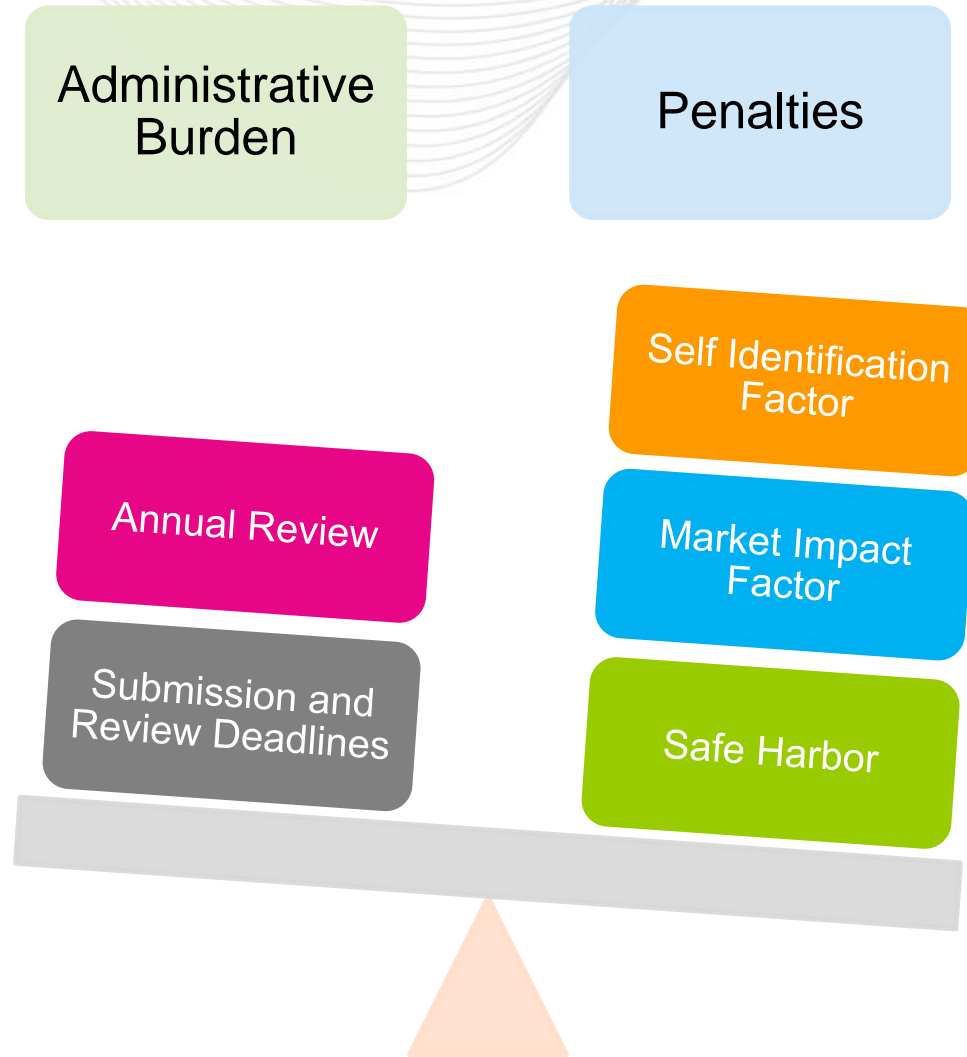 Administrative
Burden
Penalties
Self Identification
Factor
Annual Review
Market Impact
Factor
Submission and
Review Deadlines
Safe Harbor